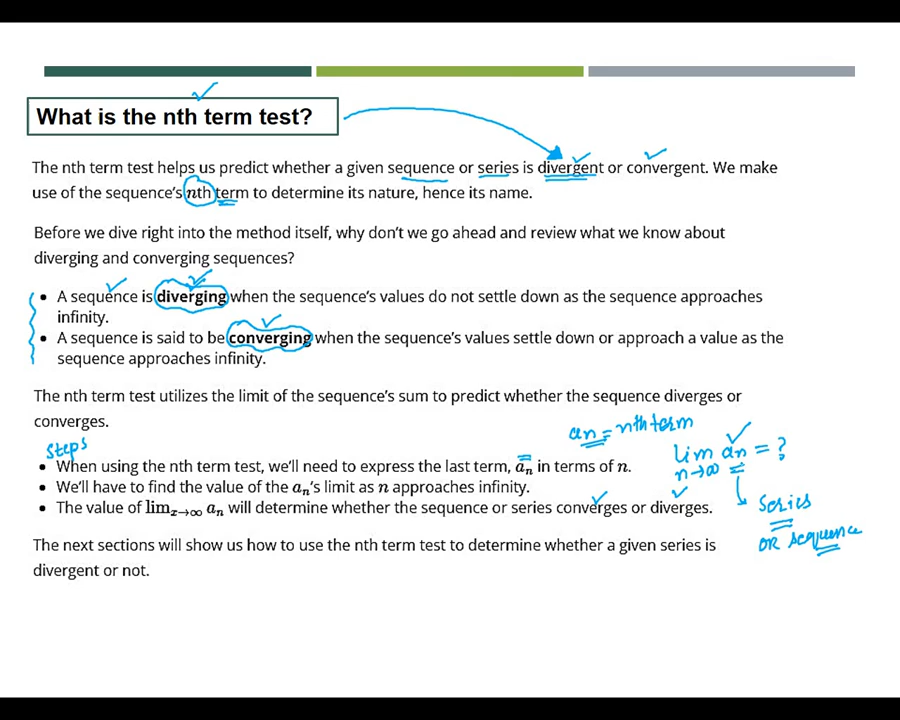 What is the nth term test?
The nth term test helps us predict whether a given sequence or series is divergent or convergent. We make
use of the sequence's nth term to determine its nature, hence its name.
Before we dive right into the method itself, why don't we go ahead and review what we know about
diverging and converging sequences?
• A sequence is diverging when the sequence's values do not settle down as the sequence approaches
infinity.
• A sequence is said to be converging when the sequence's values settle down or approach a value as the
sequence approaches infinity.
The nth term test utilizes the limit of the sequence's sum to predict whether the sequence diverges or
converges.
an = nth term
Steps
• When using the nth term test, we'll need to express the last term, aₙ in terms of n.
• We'll have to find the value of the aₙ's limit as n approaches infinity.
• The value of limₓ→∞ aₙ will determine whether the sequence or series converges or diverges.
lim an = ?
n→∞
series
OR sequence
The next sections will show us how to use the nth term test to determine whether a given series is
divergent or not.